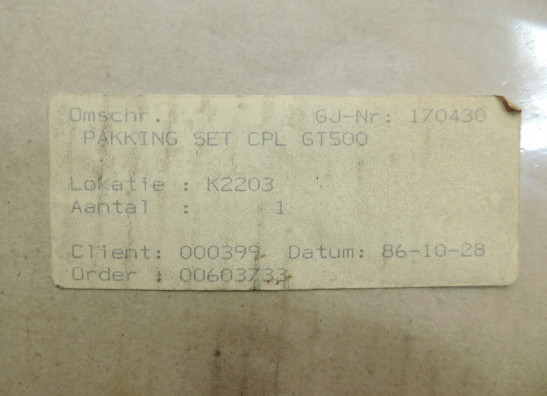 Omschr. GJ-Nr: 170430
PAKKING SET CPL GT500
Lokatie : K2203
Aantal : 1
Client: 000399 Datum: 86-10-28
Order : 00603733